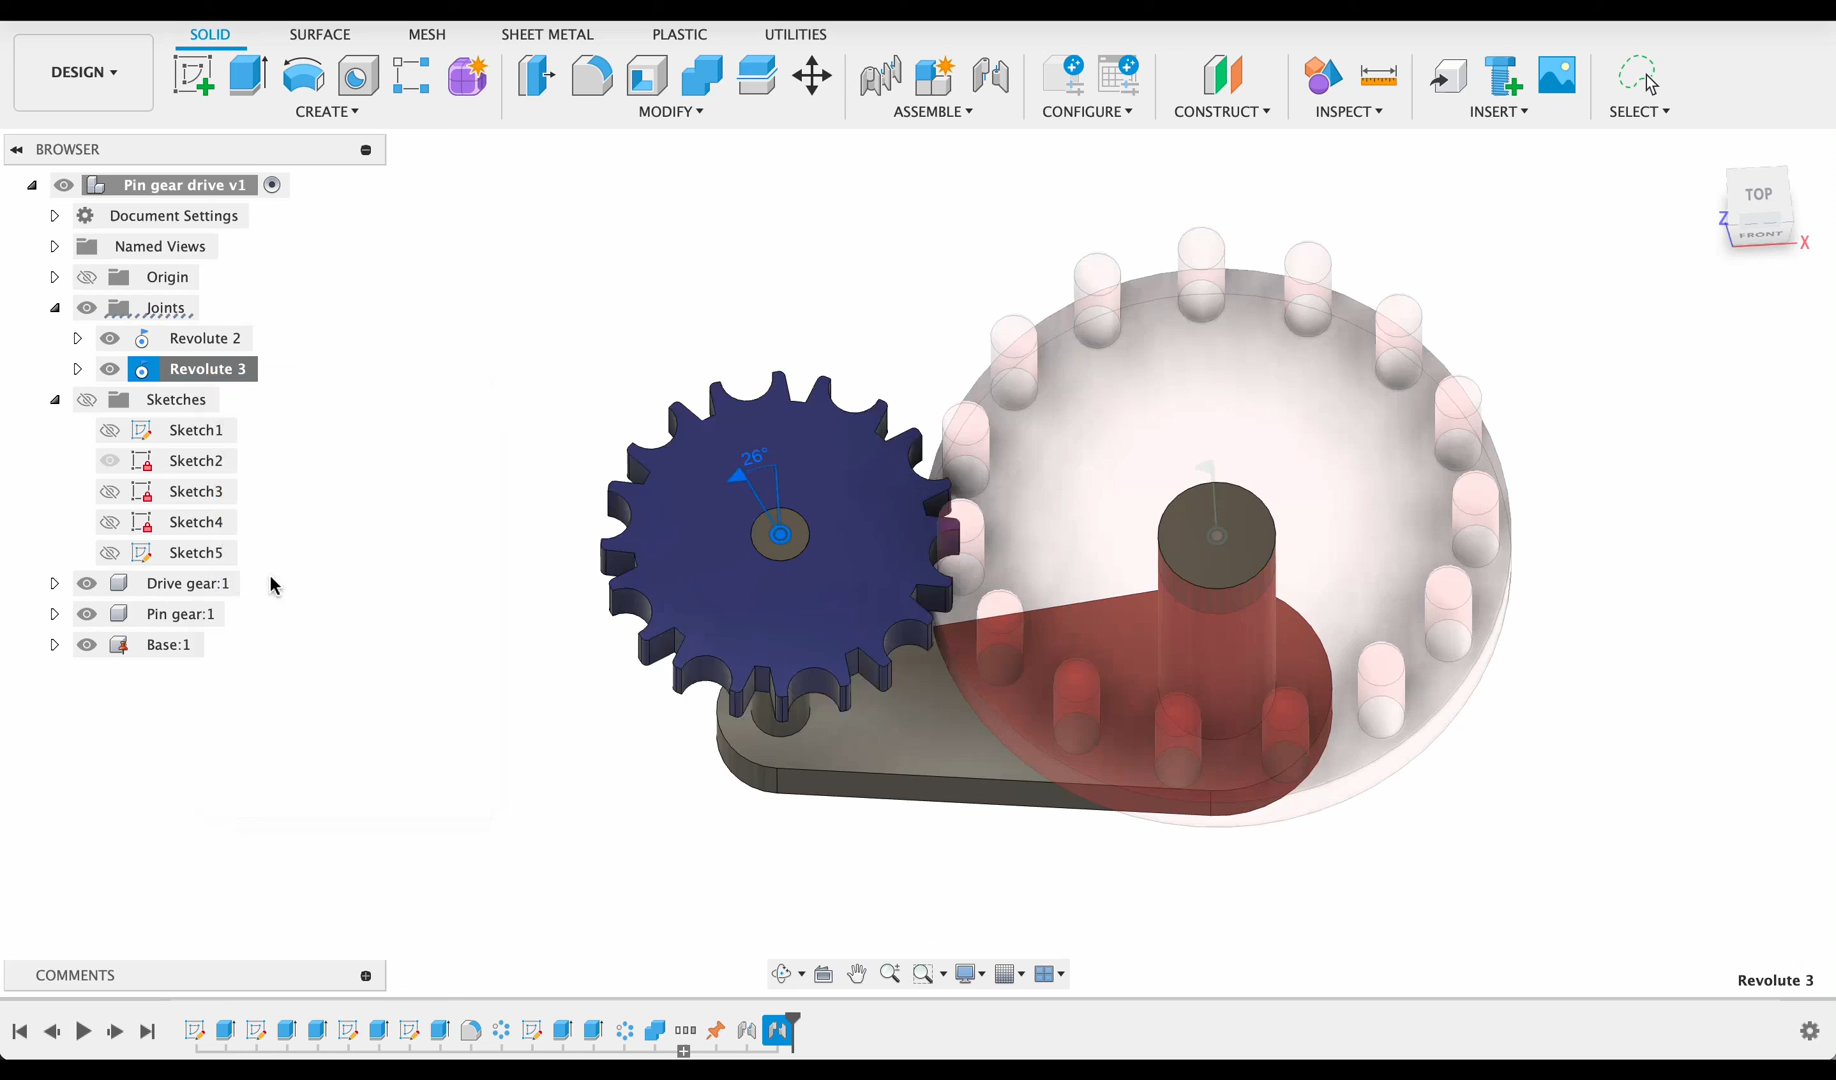 SOLID SURFACE MESH SHEET METAL PLASTIC UTILITIES
DESIGN
CREATE MODIFY ASSEMBLE CONFIGURE CONSTRUCT INSPECT INSERT SELECT
BROWSER
Pin gear drive v1
Document Settings
Named Views
Origin
Joints
Revolute 2
Revolute 3
Sketches
Sketch1
Sketch2
Sketch3
Sketch4
Sketch5
Drive gear:1
Pin gear:1
Base:1
26°
TOP
FRONT
Z
X
COMMENTS
Revolute 3